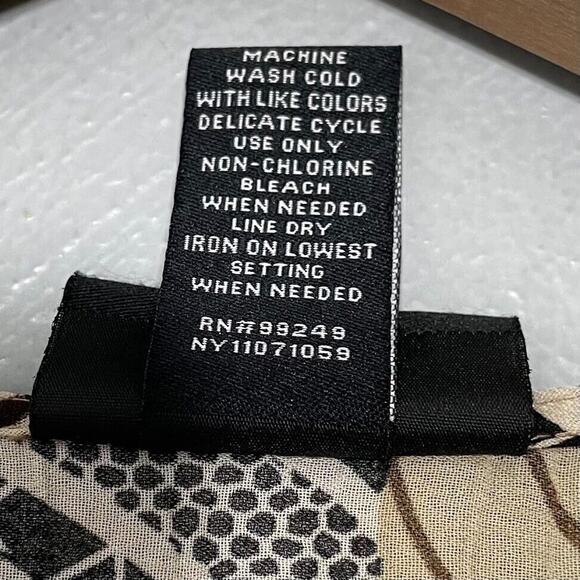 MACHINE
WASH COLD
WITH LIKE COLORS
DELICATE CYCLE
USE ONLY
NON-CHLORINE
BLEACH
WHEN NEEDED
LINE DRY
IRON ON LOWEST
SETTING
WHEN NEEDED
RN#99249
NY11071059